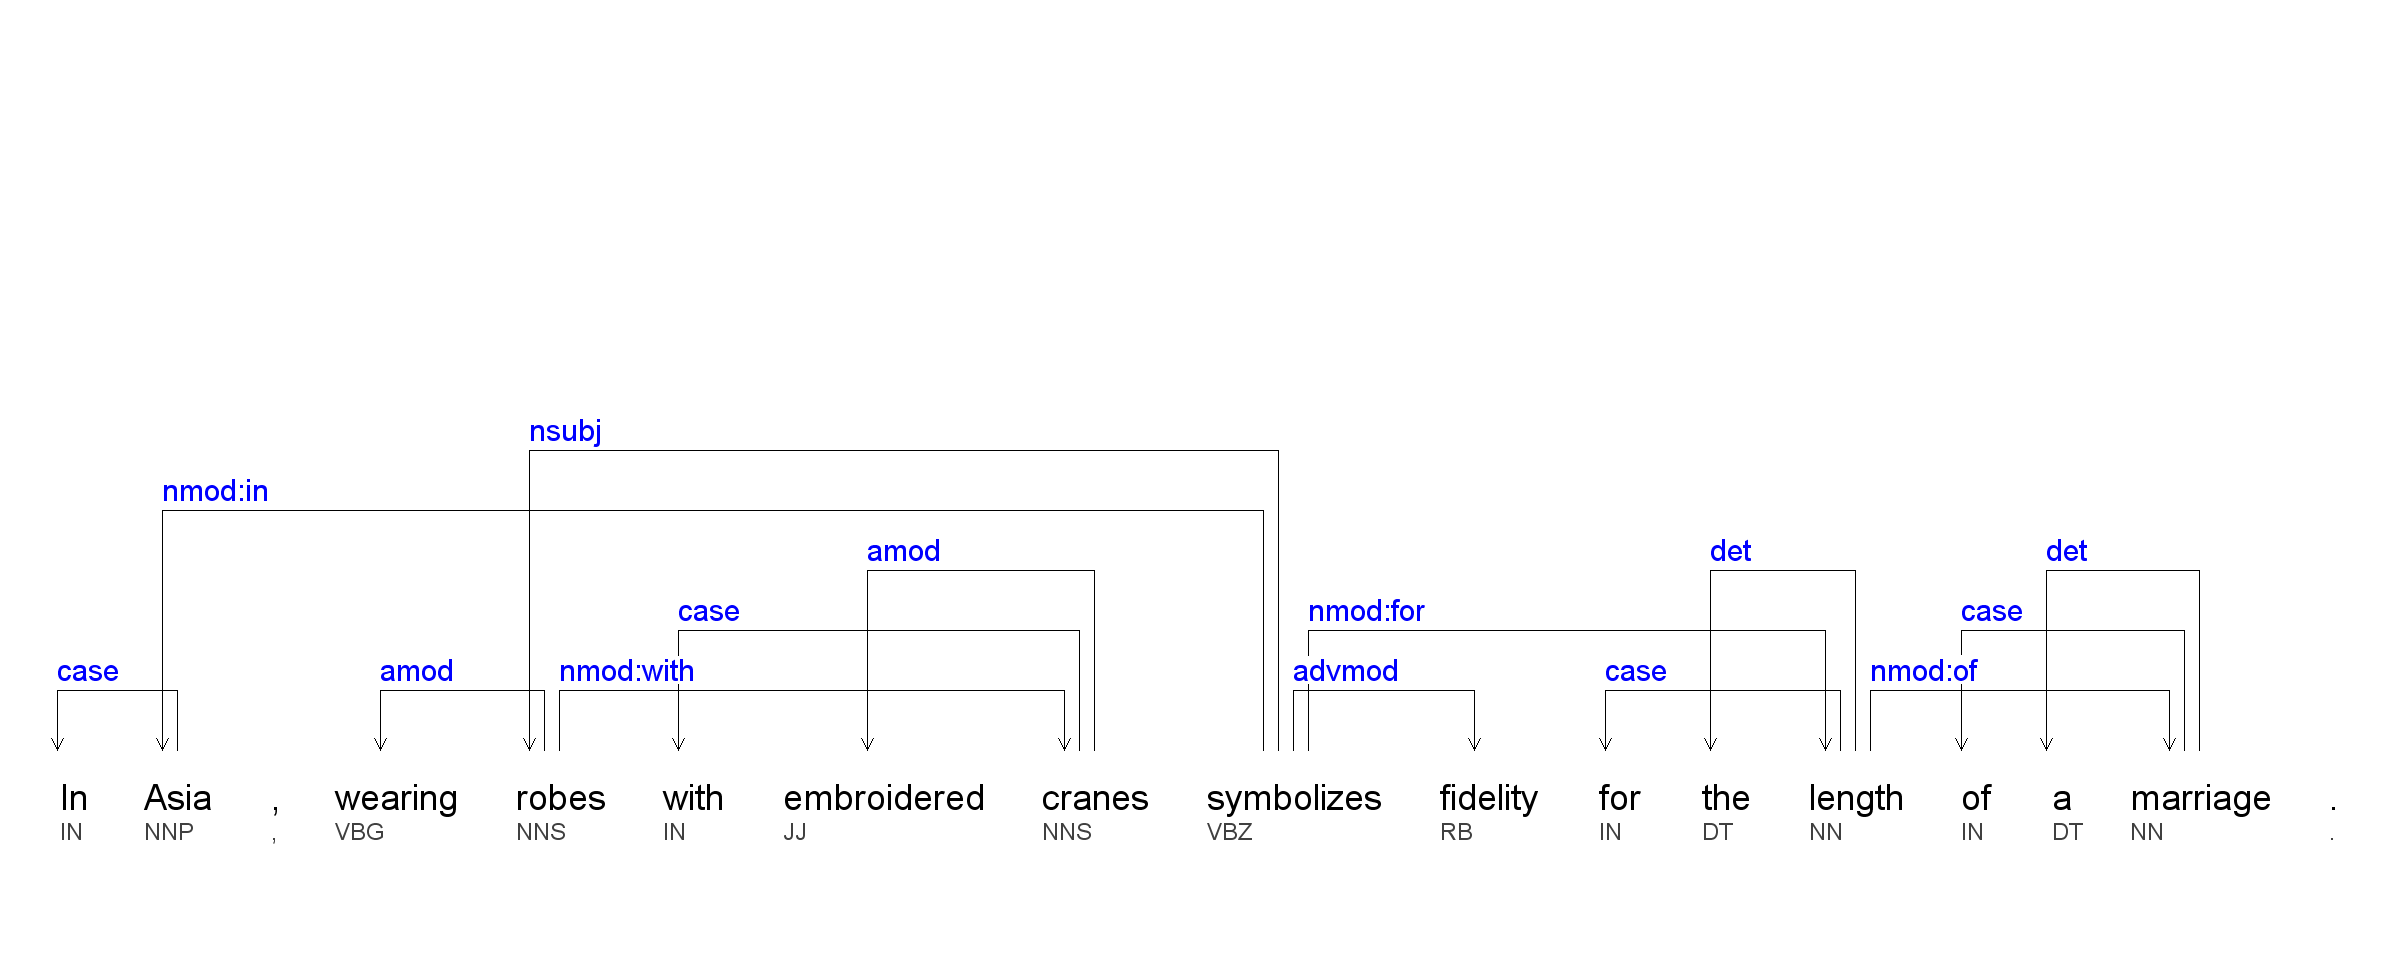 nsubj
nmod:in
amod det det
case nmod:for case
case amod nmod:with advmod case nmod:of
In Asia , wearing robes with embroidered cranes symbolizes fidelity for the length of a marriage .
IN NNP , VBG NNS IN JJ NNS VBZ RB IN DT NN IN DT NN .